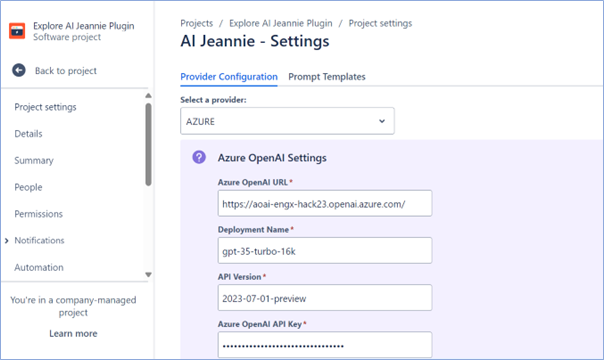 Explore AI Jeannie Plugin
Software project
Back to project
Project settings
Details
Summary
People
Permissions
Notifications
Automation
You're in a company-managed
project
Learn more
Projects / Explore AI Jeannie Plugin / Project settings
AI Jeannie - Settings
Provider Configuration Prompt Templates
Select a provider:
AZURE
? Azure OpenAI Settings
Azure OpenAI URL*
https://aoai-engx-hack23.openai.azure.com/
Deployment Name*
gpt-35-turbo-16k
API Version*
2023-07-01-preview
Azure OpenAI API Key*
••••••••••••••••••••••••••••••••